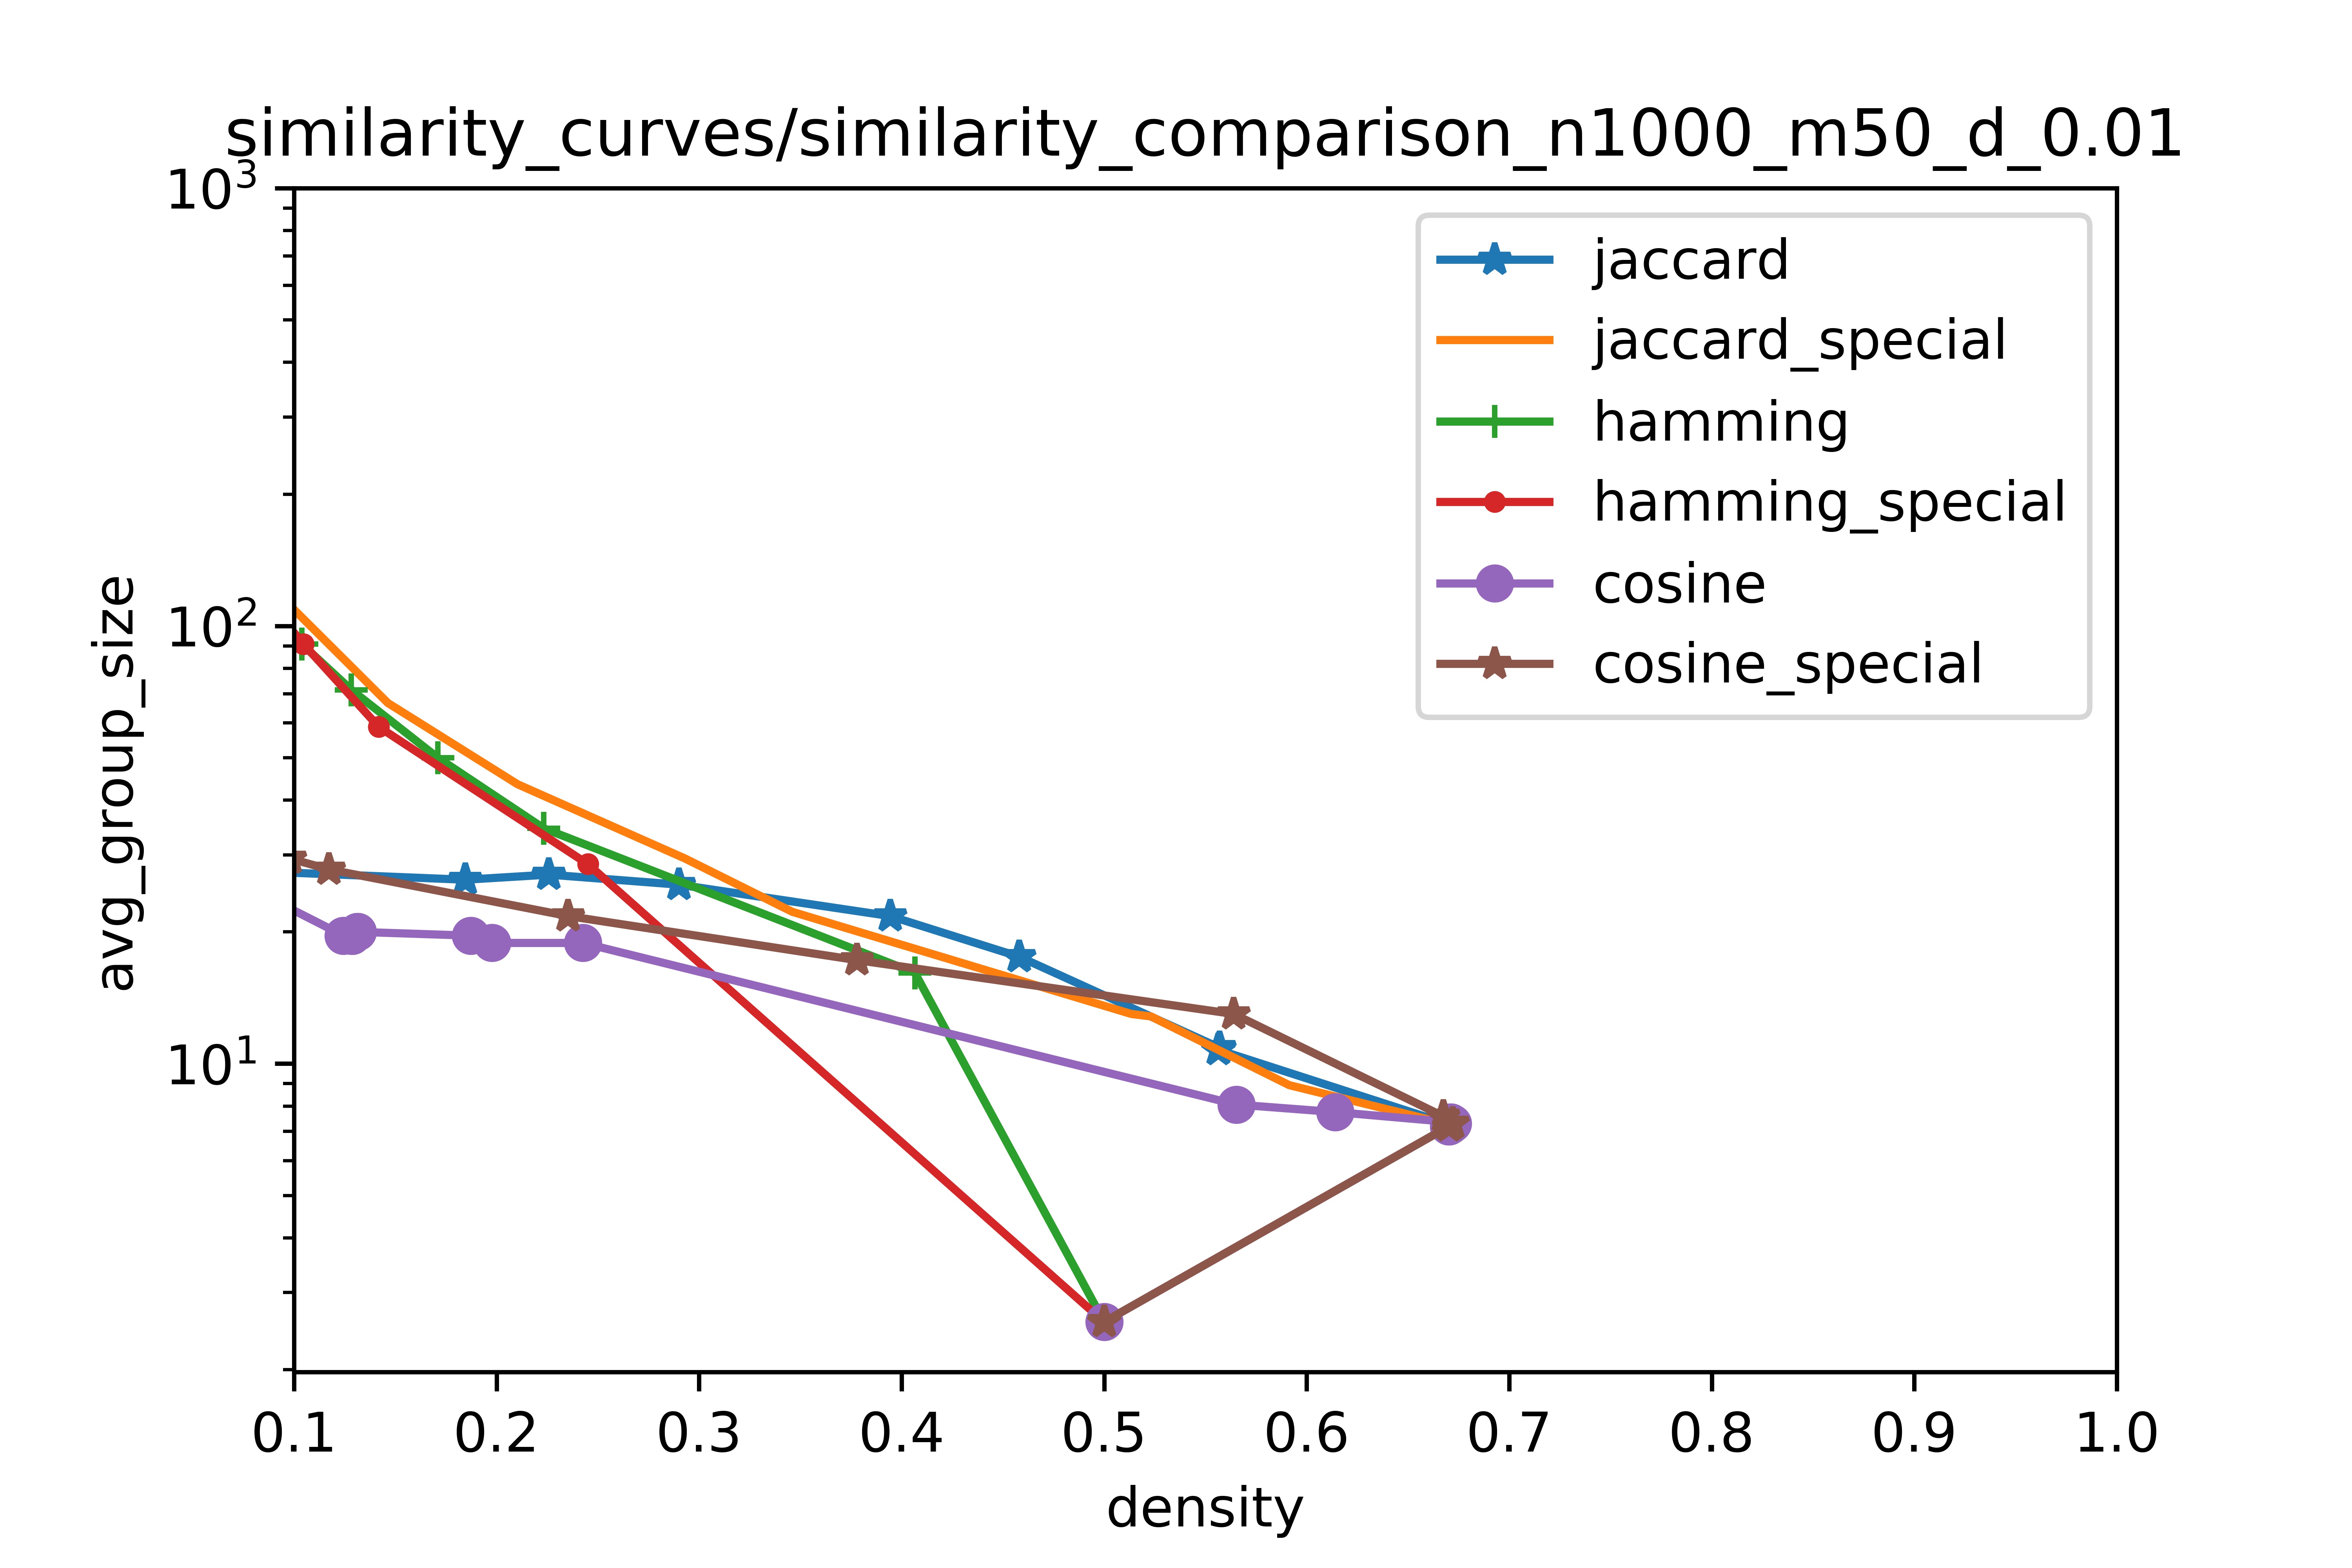 similarity_curves/similarity_comparison_n1000_m50_d_0.01
10³
10²
10¹
avg_group_size
jaccard
jaccard_special
hamming
hamming_special
cosine
cosine_special
0.1 0.2 0.3 0.4 0.5 0.6 0.7 0.8 0.9 1.0
density